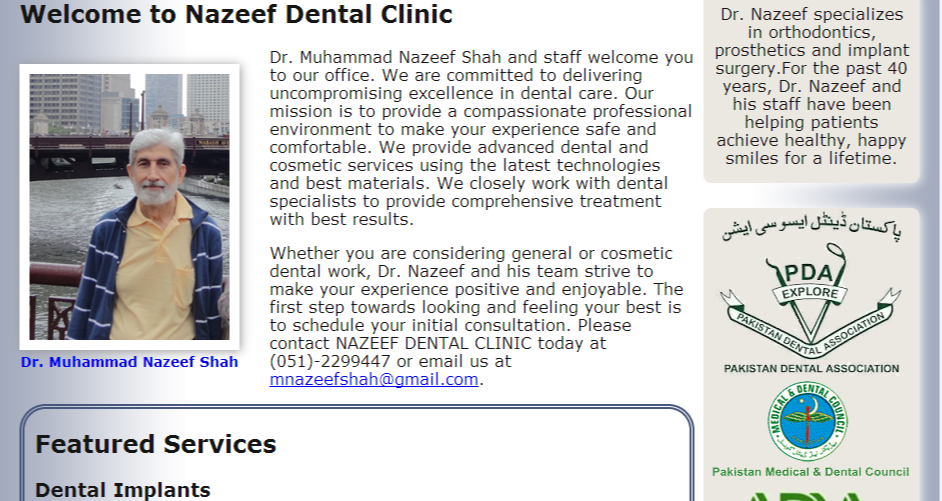 Welcome to Nazeef Dental Clinic
Dr. Muhammad Nazeef Shah
Dr. Muhammad Nazeef Shah and staff welcome you
to our office. We are committed to delivering
uncompromising excellence in dental care. Our
mission is to provide a compassionate professional
environment to make your experience safe and
comfortable. We provide advanced dental and
cosmetic services using the latest technologies
and best materials. We closely work with dental
specialists to provide comprehensive treatment
with best results.
Whether you are considering general or cosmetic
dental work, Dr. Nazeef and his team strive to
make your experience positive and enjoyable. The
first step towards looking and feeling your best is
to schedule your initial consultation. Please
contact NAZEEF DENTAL CLINIC today at
(051)-2299447 or email us at
mnazeefshah@gmail.com.
Featured Services
Dental Implants
Dr. Nazeef specializes
in orthodontics,
prosthetics and implant
surgery.For the past 40
years, Dr. Nazeef and
his staff have been
helping patients
achieve healthy, happy
smiles for a lifetime.
پاکستان ڈینٹل ایسوسی ایشن
PDA
EXPLORE
PAKISTAN DENTAL ASSOCIATION
PAKISTAN DENTAL ASSOCIATION
MEDICAL & DENTAL COUNCIL
Pakistan Medical & Dental Council